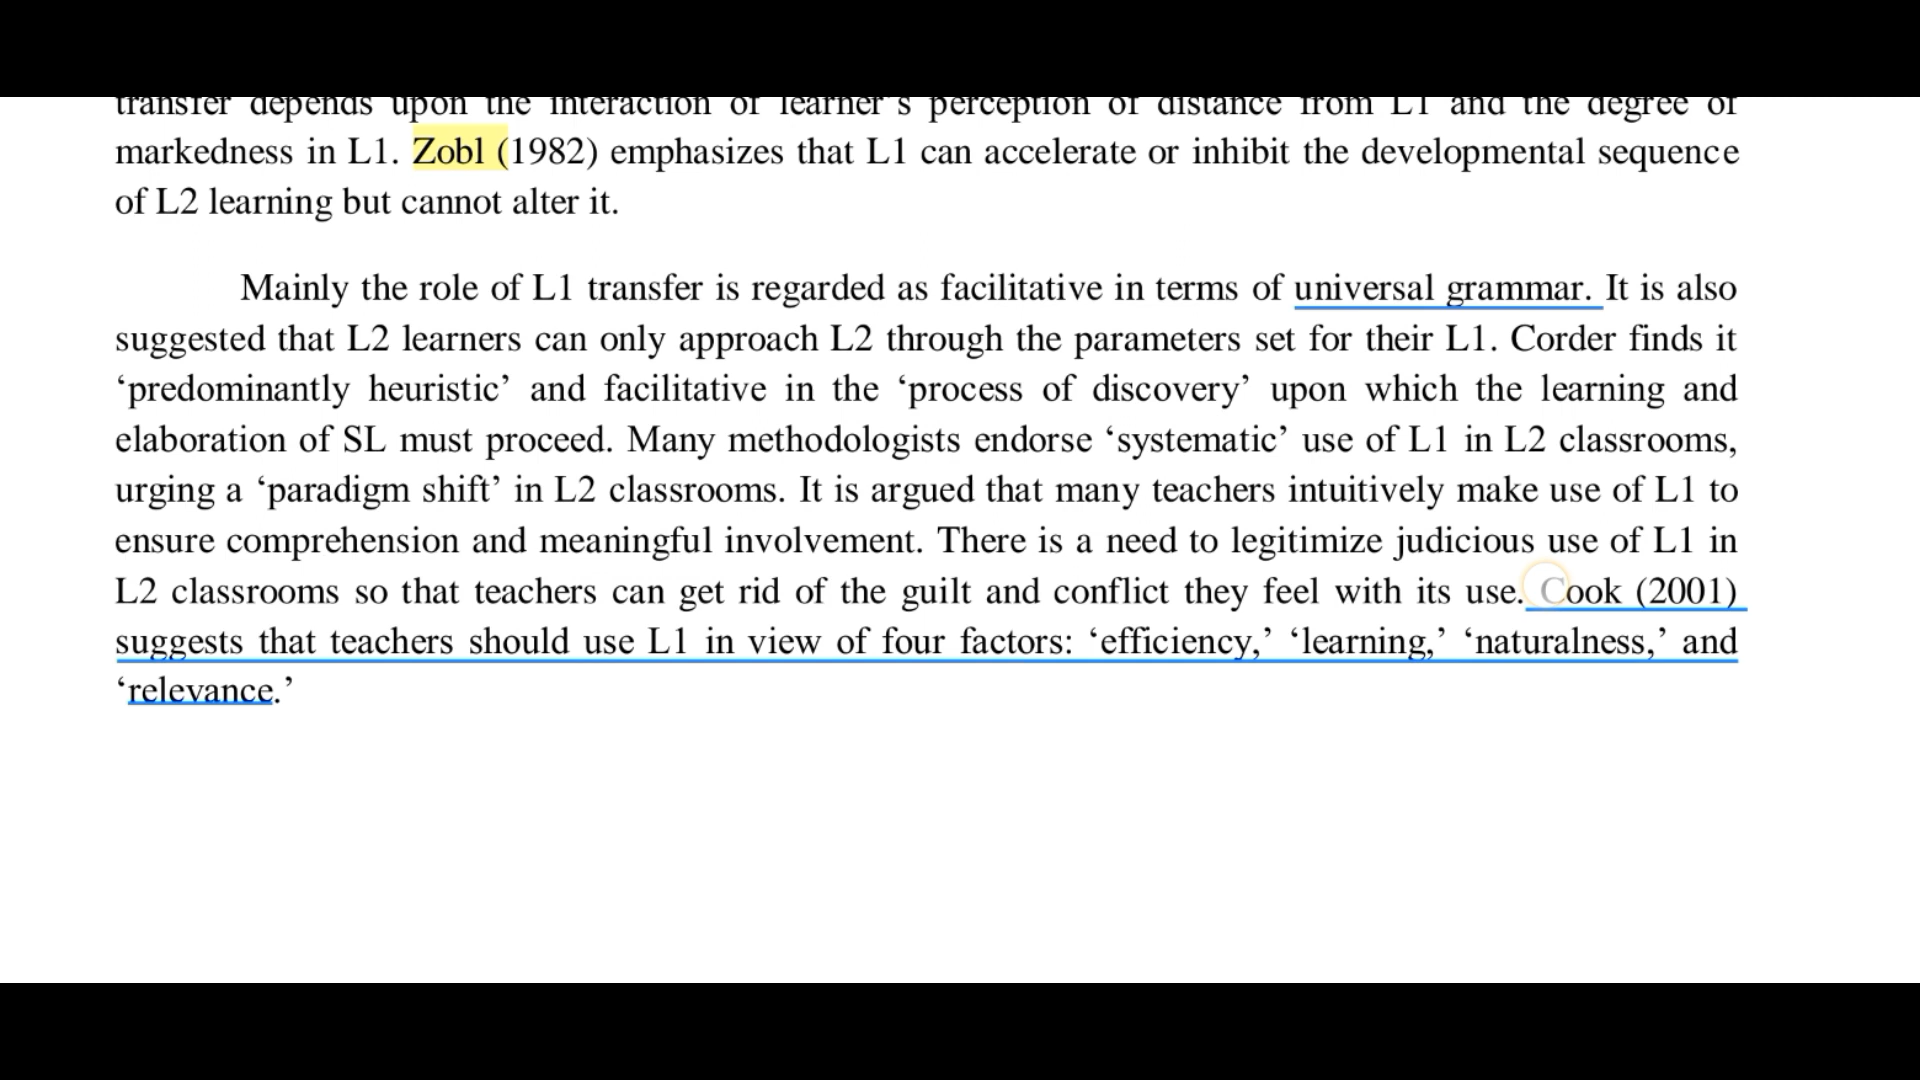 transfer depends upon the interaction of learner’s perception of distance from L1 and the degree of
markedness in L1. Zobl (1982) emphasizes that L1 can accelerate or inhibit the developmental sequence
of L2 learning but cannot alter it.
Mainly the role of L1 transfer is regarded as facilitative in terms of universal grammar. It is also
suggested that L2 learners can only approach L2 through the parameters set for their L1. Corder finds it
‘predominantly heuristic’ and facilitative in the ‘process of discovery’ upon which the learning and
elaboration of SL must proceed. Many methodologists endorse ‘systematic’ use of L1 in L2 classrooms,
urging a ‘paradigm shift’ in L2 classrooms. It is argued that many teachers intuitively make use of L1 to
ensure comprehension and meaningful involvement. There is a need to legitimize judicious use of L1 in
L2 classrooms so that teachers can get rid of the guilt and conflict they feel with its use. Cook (2001)
suggests that teachers should use L1 in view of four factors: ‘efficiency,’ ‘learning,’ ‘naturalness,’ and
‘relevance.’